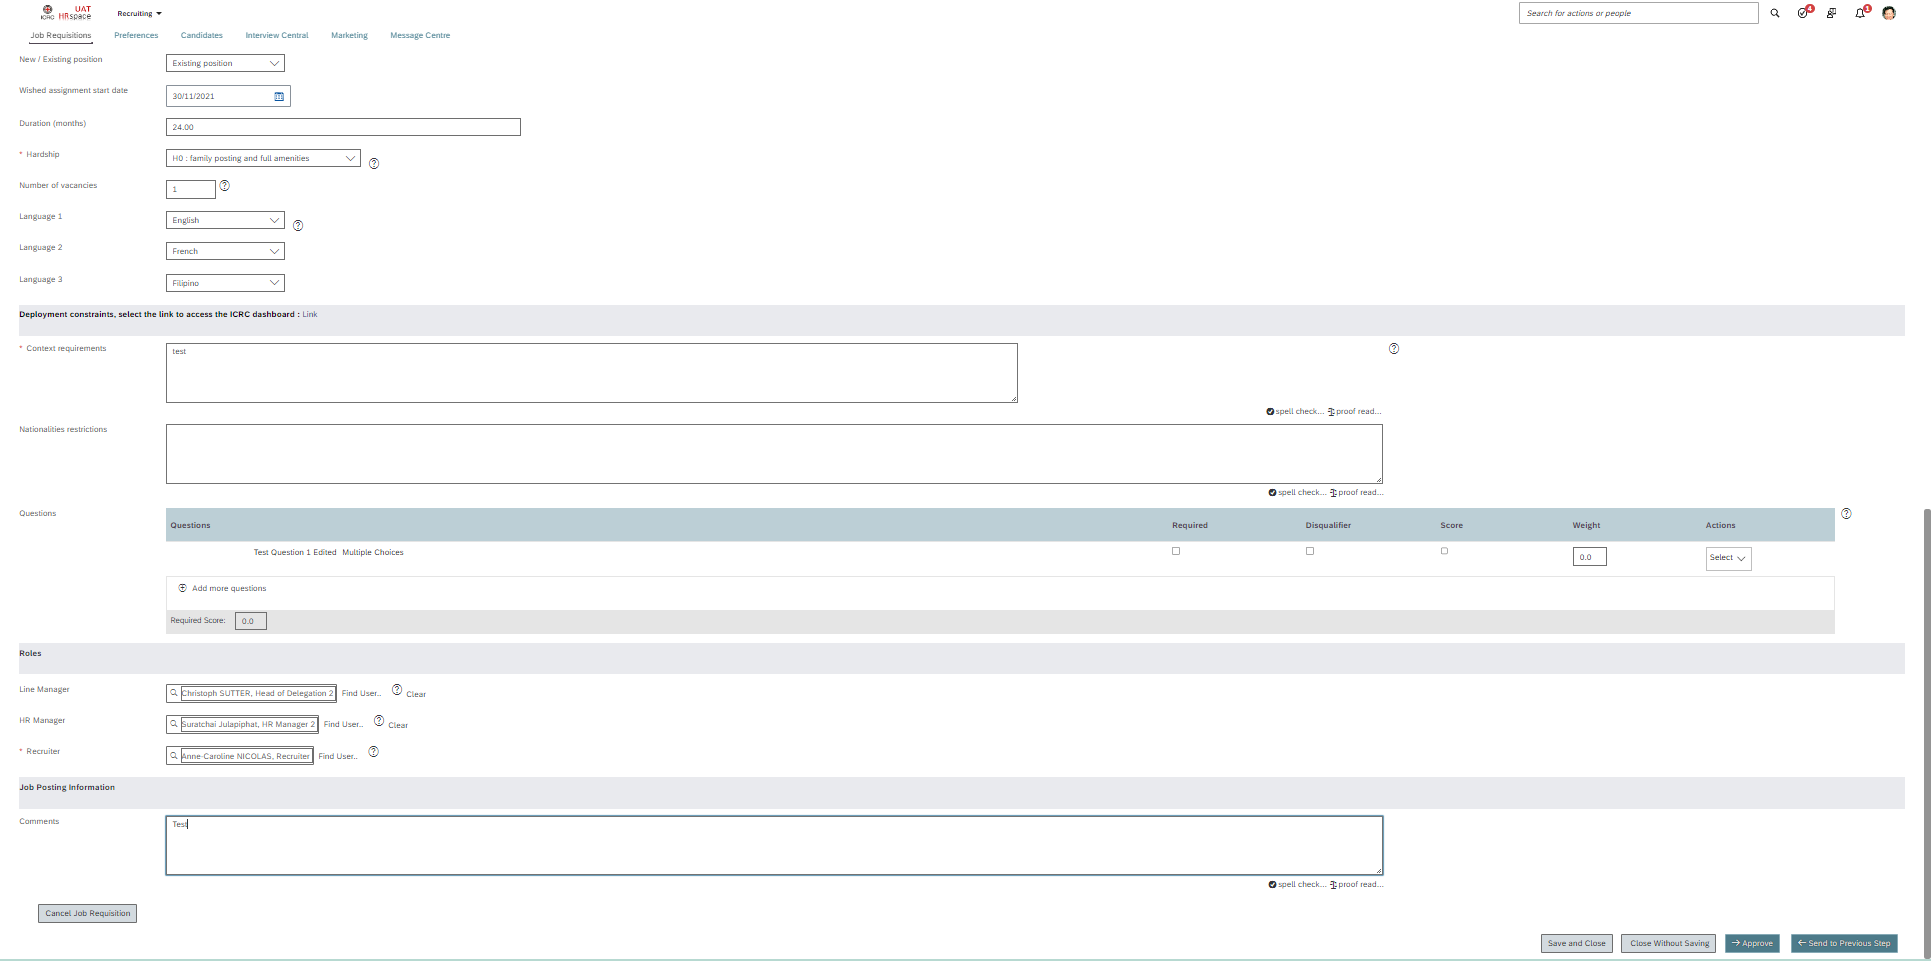 ICRC UAT HRspace
Recruiting
Search for actions or people
4
1
Job Requisitions Preferences Candidates Interview Central Marketing Message Centre
New / Existing position Existing position
Wished assignment start date 30/11/2021
Duration (months) 24.00
* Hardship H0 : family posting and full amenities
Number of vacancies 1
Language 1 English
Language 2 French
Language 3 Filipino
Deployment constraints, select the link to access the ICRC dashboard : Link
* Context requirements test
spell check... proof read...
Nationalities restrictions
spell check... proof read...
Questions
Questions Required Disqualifier Score Weight Actions
Test Question 1 Edited Multiple Choices 0.0 Select
Add more questions
Required Score: 0.0
Roles
Line Manager Christoph SUTTER, Head of Delegation 2 Find User.. Clear
HR Manager Suratchai Julapiphat, HR Manager 2 Find User.. Clear
* Recruiter Anne-Caroline NICOLAS, Recruiter Find User..
Job Posting Information
Comments Test
spell check... proof read...
Cancel Job Requisition
Save and Close Close Without Saving → Approve ← Send to Previous Step